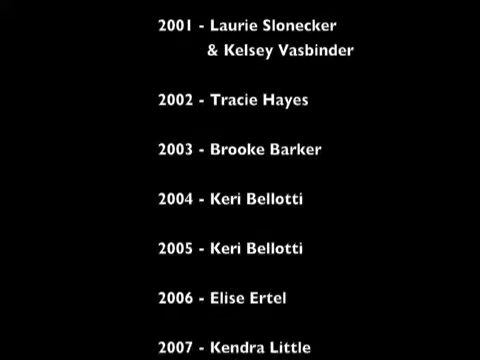 2001 - Laurie Slonecker
& Kelsey Vasbinder
2002 - Tracie Hayes
2003 - Brooke Barker
2004 - Keri Bellotti
2005 - Keri Bellotti
2006 - Elise Ertel
2007 - Kendra Little